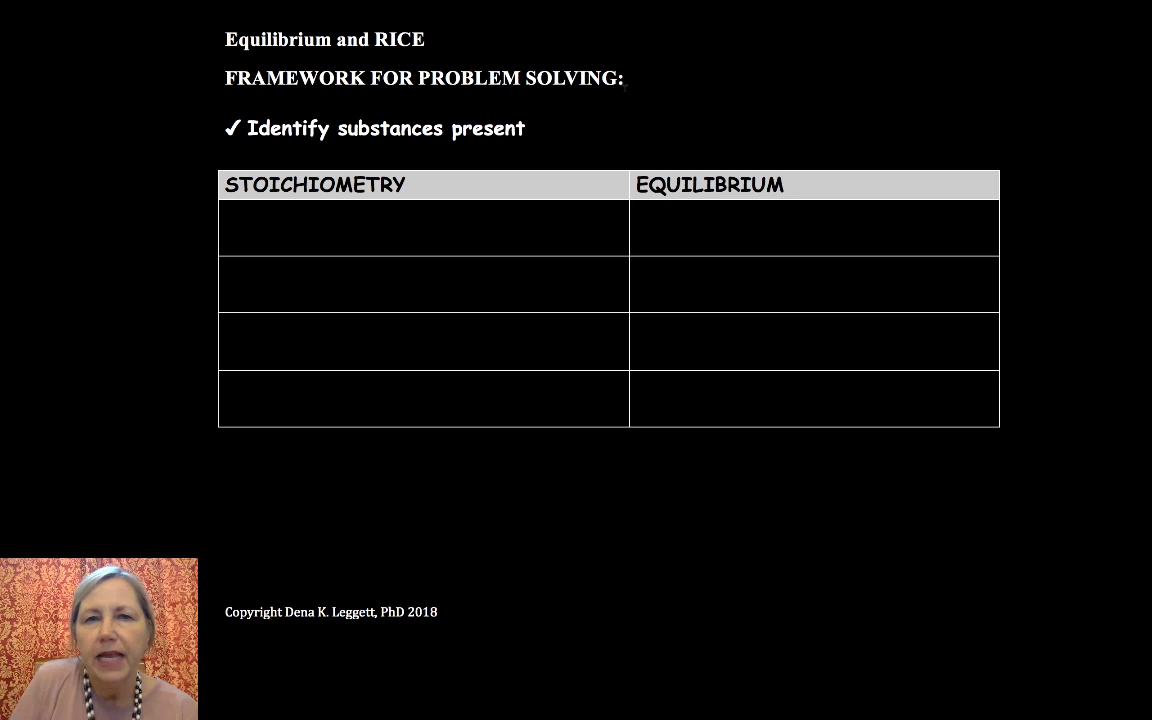 Equilibrium and RICE
FRAMEWORK FOR PROBLEM SOLVING:
✓ Identify substances present
STOICHIOMETRY EQUILIBRIUM
Copyright Dena K. Leggett, PhD 2018